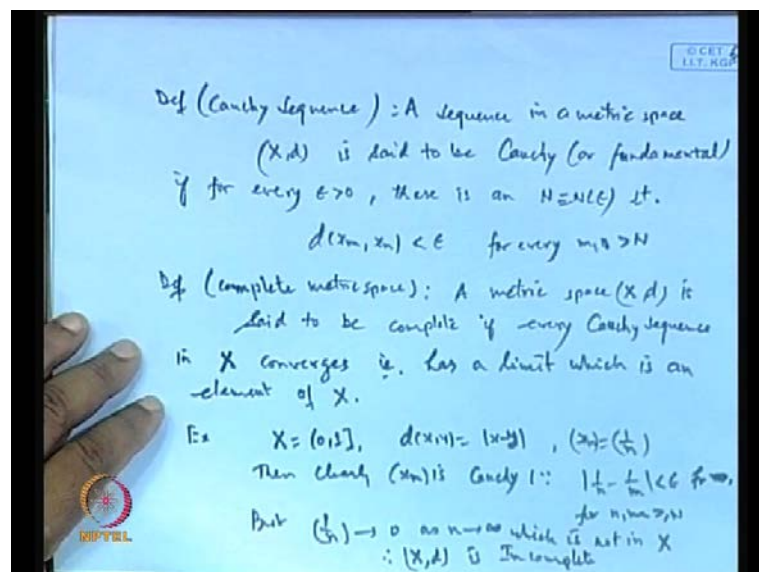 © CET
I.I.T. KGP
Def (Cauchy Sequence) : A sequence in a metric space
(X,d) is said to be Cauchy (or fundamental)
if for every ε>0 , there is an N=N(ε) st.
d(xm, xn) < ε for every m,n > N
Def (complete metric space): A metric space (X,d) is
said to be complete if every Cauchy sequence
in X converges ie. has a limit which is an
element of X.
Ex X = (0,1], d(x,y) = |x-y| , (xn)=(1/n)
Then clearly (xn) is Cauchy ∵ |1/n - 1/m| < ε for
for n,m ≥ N
But (1/n) → 0 as n→∞ which is not in X
∴ (X,d) is Incomplete
NPTEL